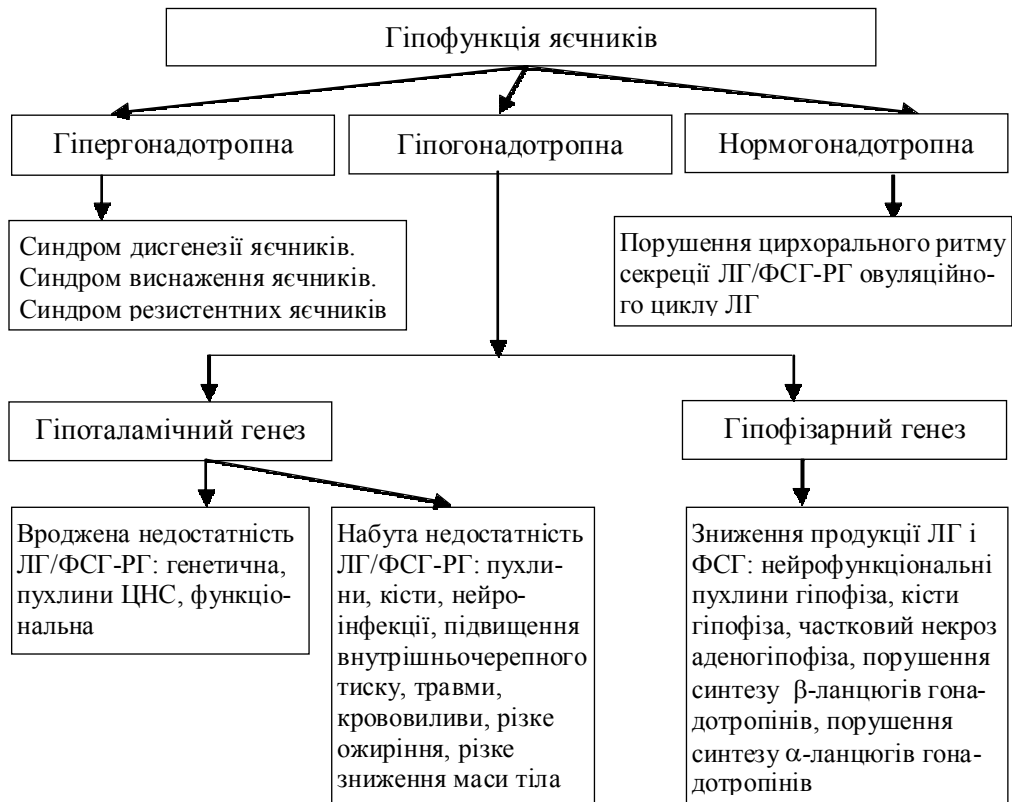 Гіпофункція яєчників
Гіпергонадотропна
Гіпогонадотропна
Нормогонадотропна
Синдром дисгенезії яєчників.
Синдром виснаження яєчників.
Синдром резистентних яєчників
Порушення цирхорального ритму
секреції ЛГ/ФСГ-РГ овуляційно-
го циклу ЛГ
Гіпоталамічний генез
Гіпофізарний генез
Вроджена недостатність
ЛГ/ФСГ-РГ: генетична,
пухлини ЦНС, функціо-
нальна
Набута недостатність
ЛГ/ФСГ-РГ: пухли-
ни, кісти, нейро-
інфекції, підвищення
внутрішньочерепного
тиску, травми,
крововиливи, різке
ожиріння, різке
зниження маси тіла
Зниження продукції ЛГ і
ФСГ: нейрофункціональні
пухлини гіпофіза, кісти
гіпофіза, частковий некроз
аденогіпофіза, порушення
синтезу β-ланцюгів гона-
дотропінів, порушення
синтезу α-ланцюгів гона-
дотропінів